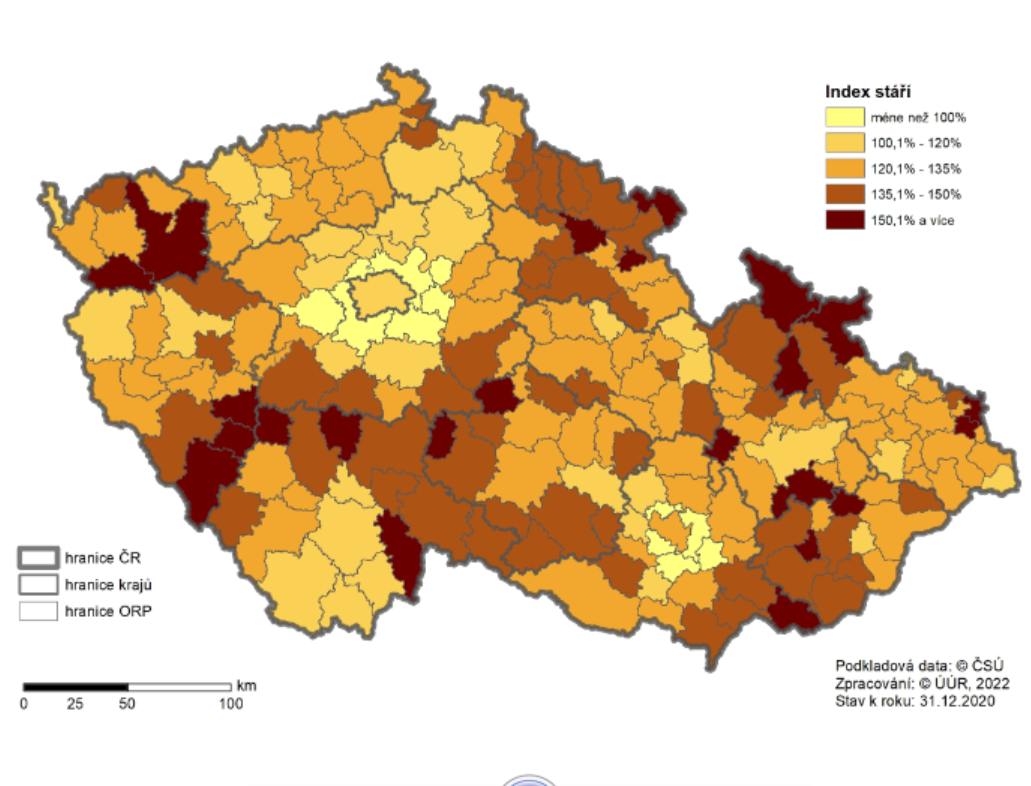 Index stáří
méne než 100%
100,1% - 120%
120,1% - 135%
135,1% - 150%
150,1% a více
hranice ČR
hranice krajů
hranice ORP
km
0 25 50 100
Podkladová data: © ČSÚ
Zpracování: © ÚÚR, 2022
Stav k roku: 31.12.2020